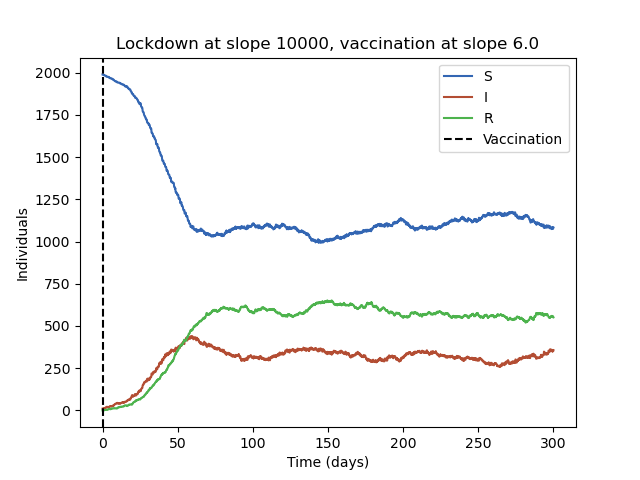 Lockdown at slope 10000, vaccination at slope 6.0
S
I
R
Vaccination
Individuals
2000
1750
1500
1250
1000
750
500
250
0
0 50 100 150 200 250 300
Time (days)